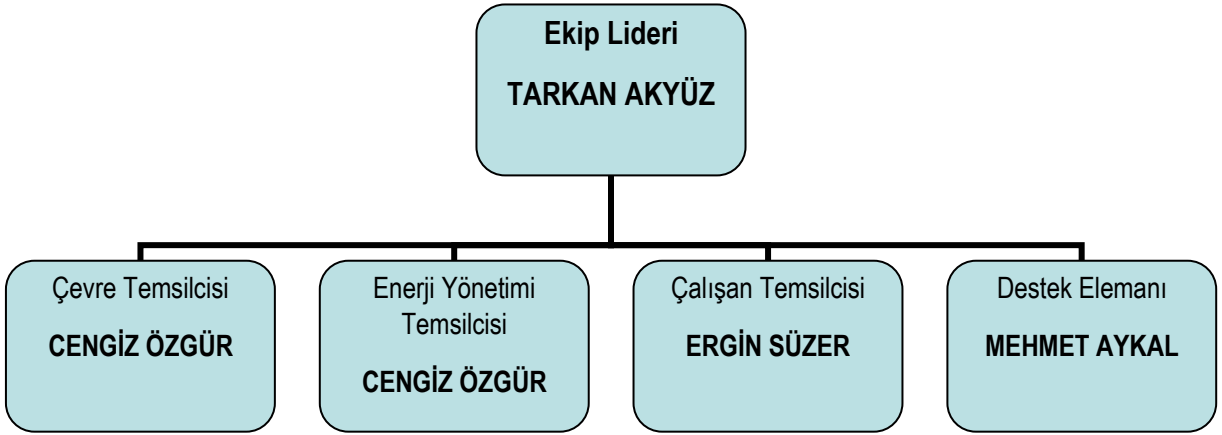 Ekip Lideri
TARKAN AKYÜZ
Çevre Temsilcisi
CENGİZ ÖZGÜR
Enerji Yönetimi
Temsilcisi
CENGİZ ÖZGÜR
Çalışan Temsilcisi
ERGİN SÜZER
Destek Elemanı
MEHMET AYKAL